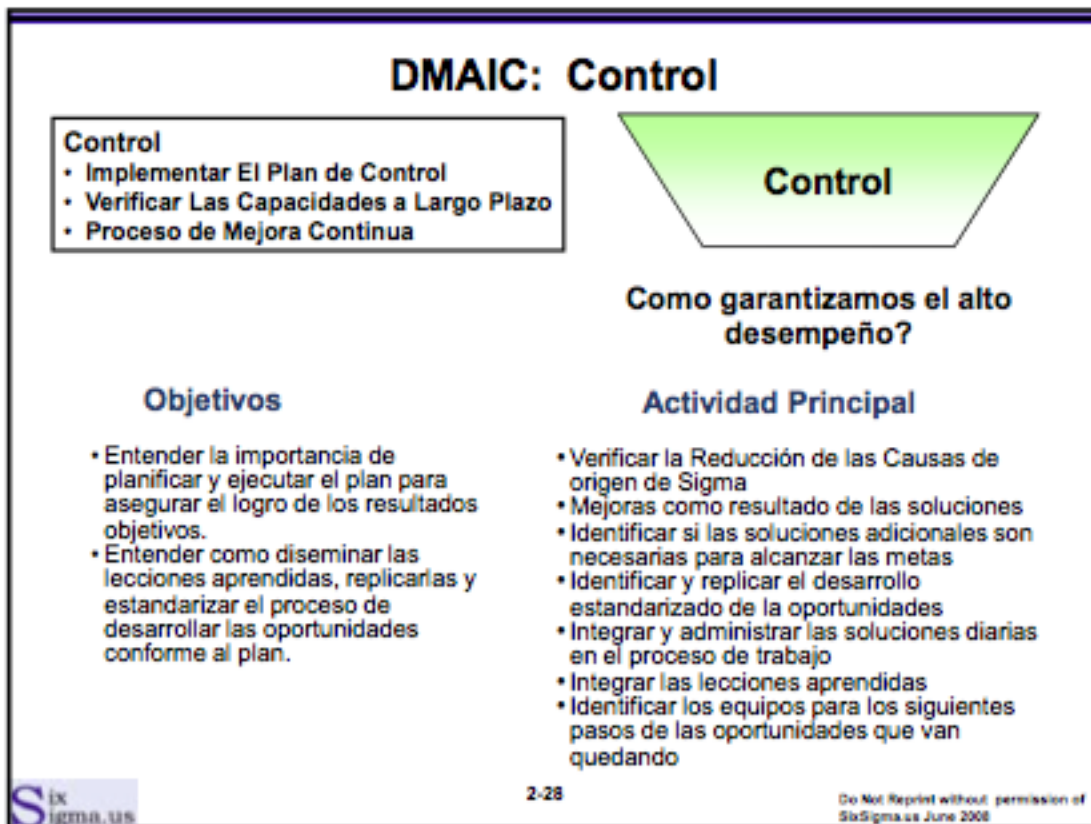 DMAIC: Control
Control
• Implementar El Plan de Control
• Verificar Las Capacidades a Largo Plazo
• Proceso de Mejora Continua
Control
Como garantizamos el alto
desempeño?
Objetivos
• Entender la importancia de
planificar y ejecutar el plan para
asegurar el logro de los resultados
objetivos.
• Entender como diseminar las
lecciones aprendidas, replicarlas y
estandarizar el proceso de
desarrollar las oportunidades
conforme al plan.
Actividad Principal
• Verificar la Reducción de las Causas de
origen de Sigma
• Mejoras como resultado de las soluciones
• Identificar si las soluciones adicionales son
necesarias para alcanzar las metas
• Identificar y replicar el desarrollo
estandarizado de la oportunidades
• Integrar y administrar las soluciones diarias
en el proceso de trabajo
• Integrar las lecciones aprendidas
• Identificar los equipos para los siguientes
pasos de las oportunidades que van
quedando
Six
Sigma.us
2-28
Do Not Reprint without permission of
SixSigma.us June 2008